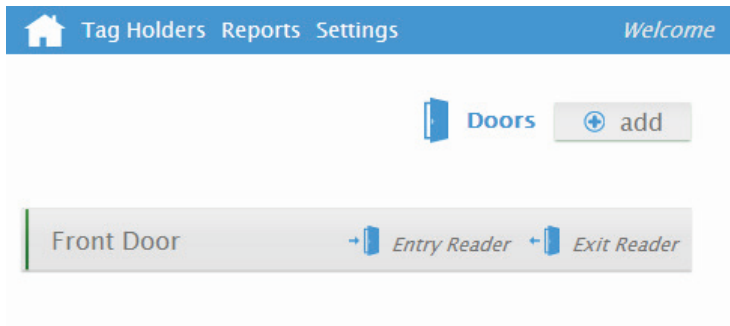 Tag Holders Reports Settings Welcome
Doors add
Front Door Entry Reader Exit Reader